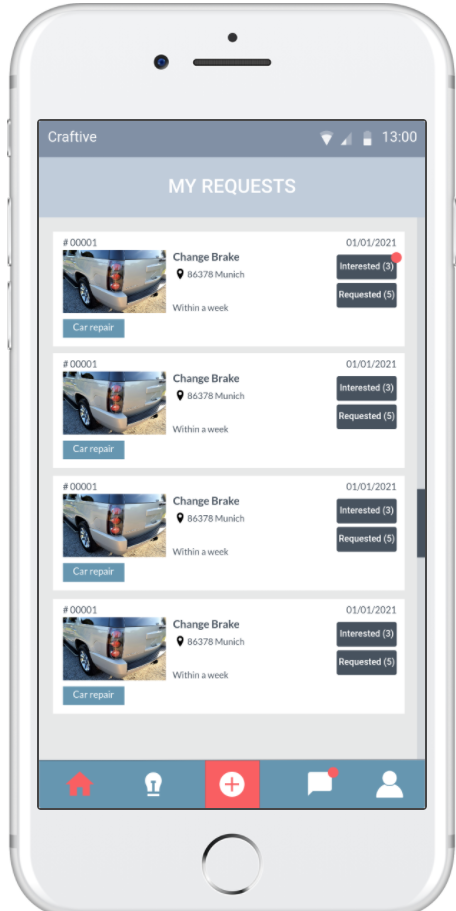 Craftive 13:00
MY REQUESTS
# 00001 01/01/2021
Change Brake
Interested (3)
86378 Munich
Requested (5)
Within a week
Car repair
# 00001 01/01/2021
Change Brake
Interested (3)
86378 Munich
Requested (5)
Within a week
Car repair
# 00001 01/01/2021
Change Brake
Interested (3)
86378 Munich
Requested (5)
Within a week
Car repair
# 00001 01/01/2021
Change Brake
Interested (3)
86378 Munich
Requested (5)
Within a week
Car repair